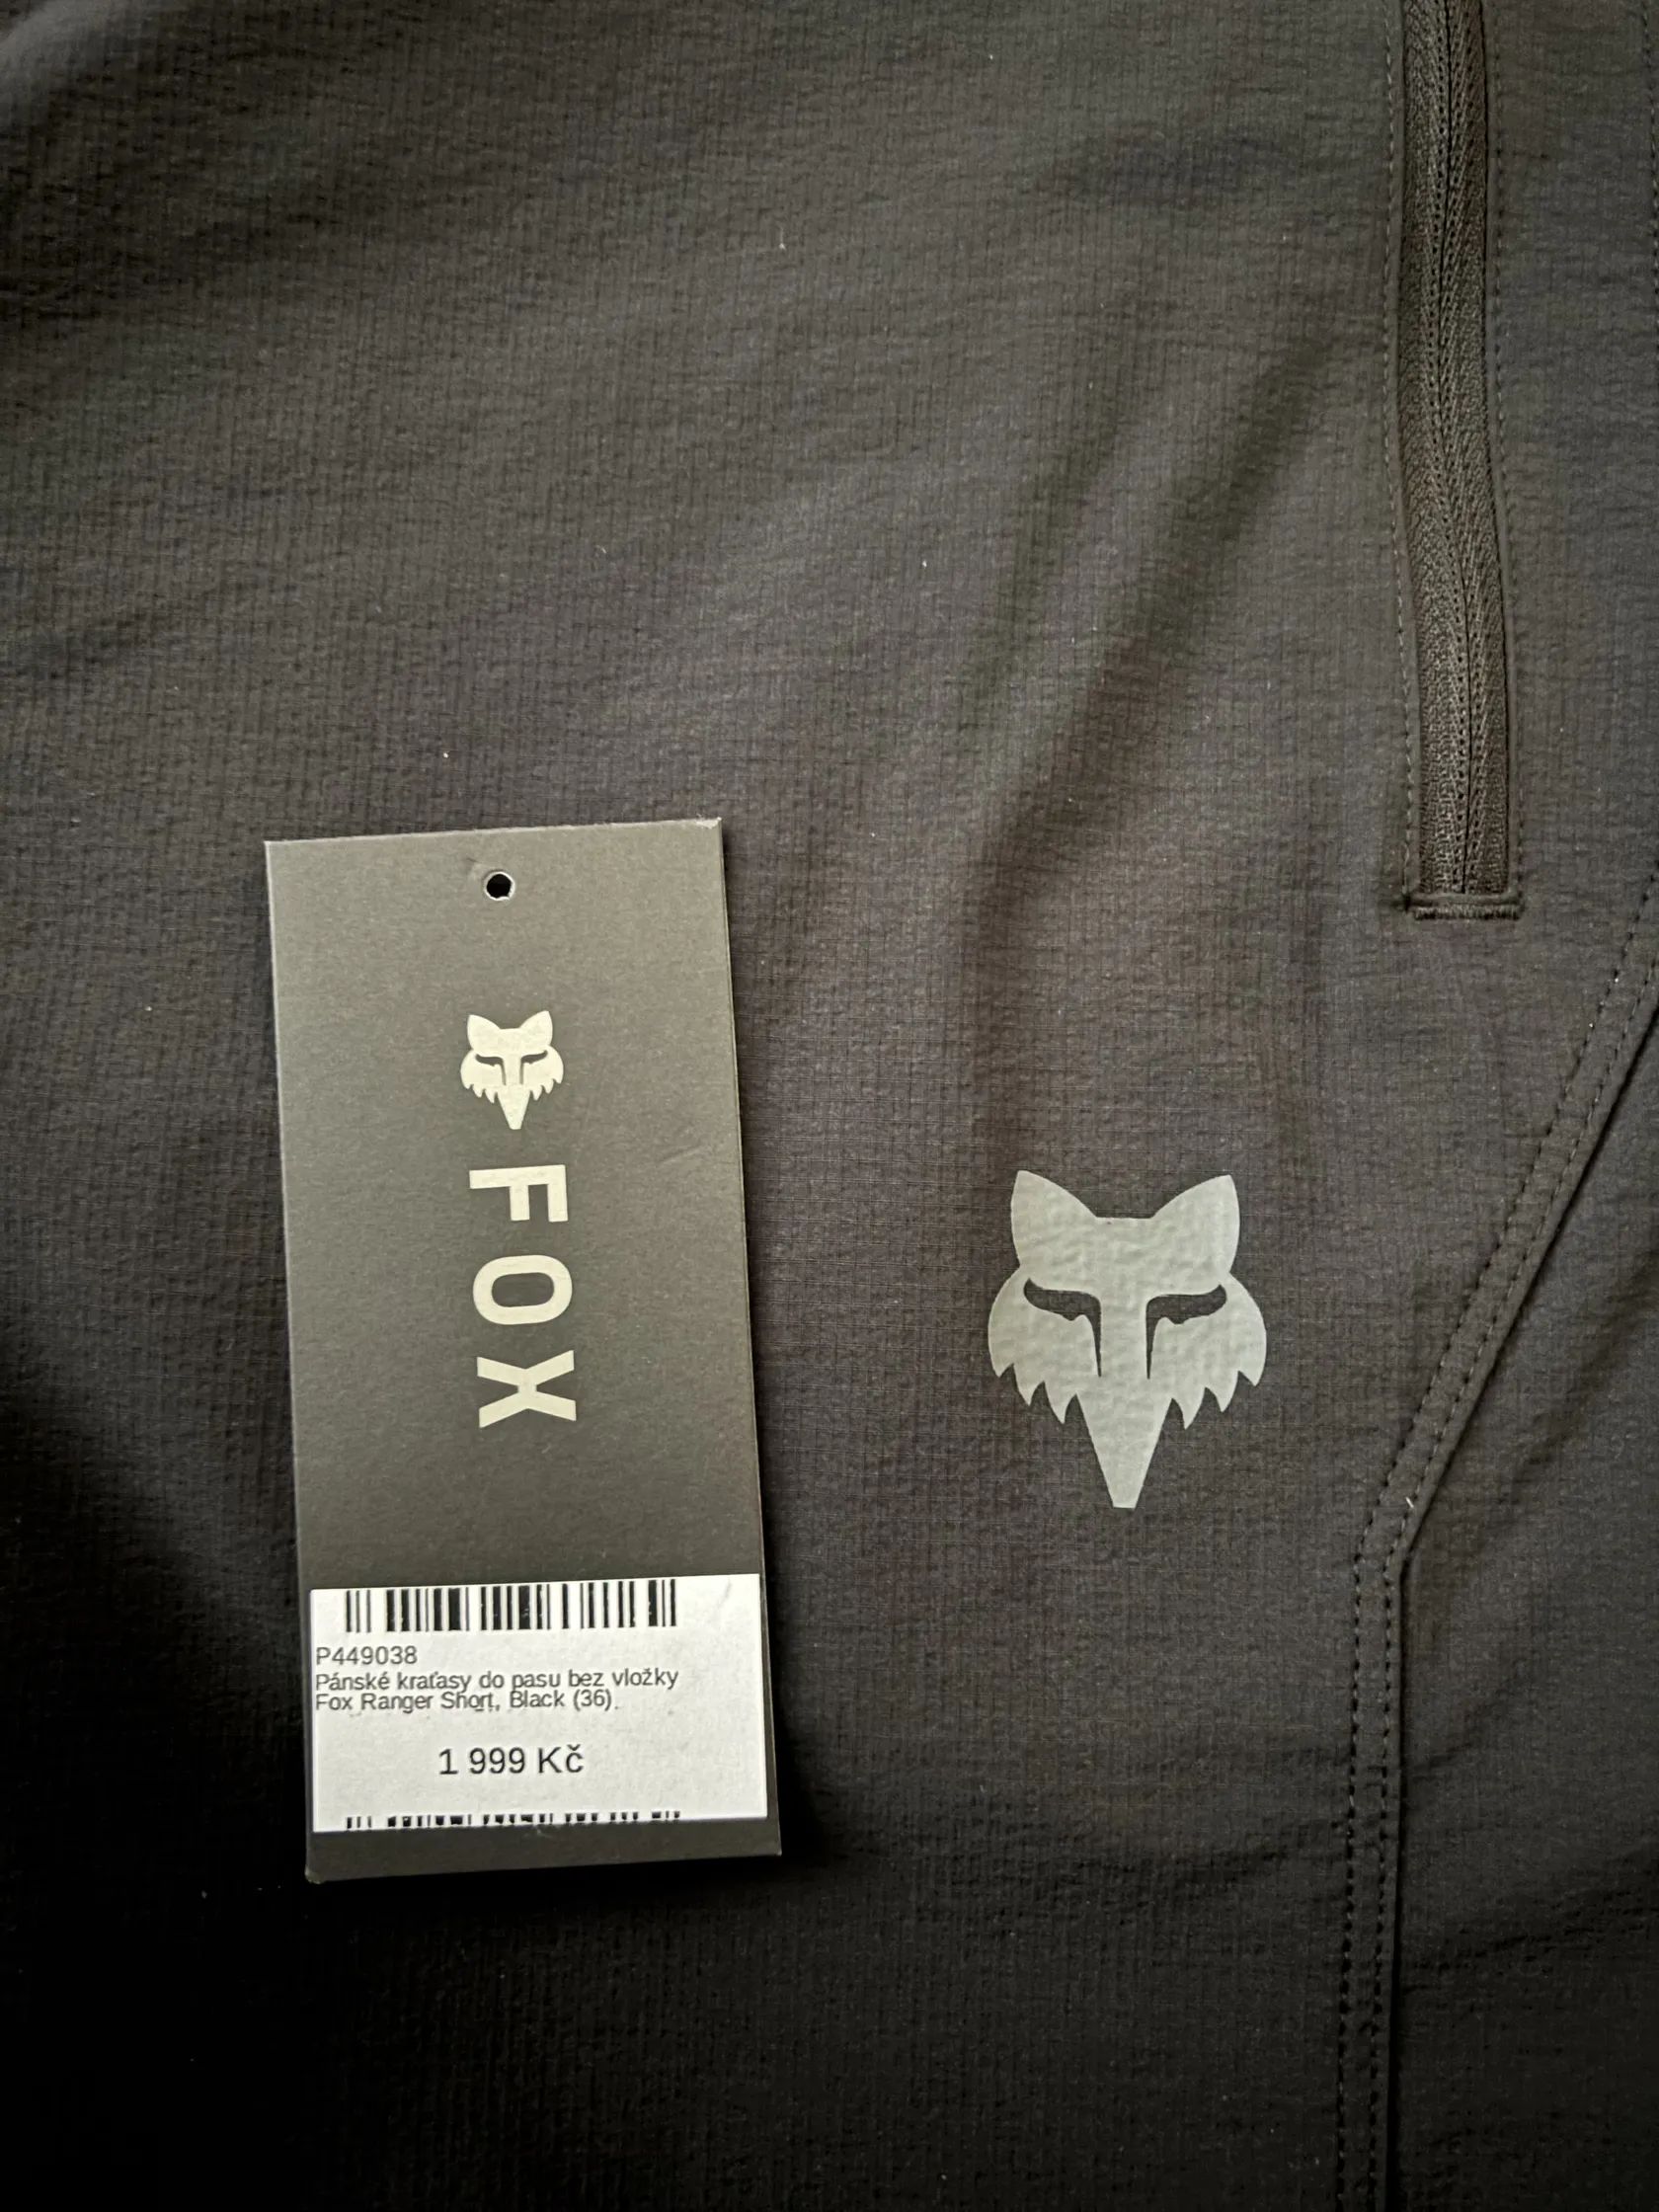 FOX
P449038
Pánské kraťasy do pasu bez vložky
Fox Ranger Short, Black (36)
1 999 Kč